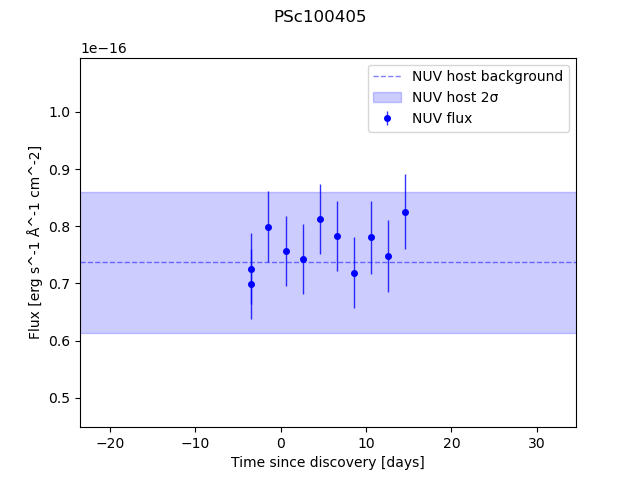 PSc100405
1e−16
NUV host background
NUV host 2σ
NUV flux
1.0
0.9
0.8
0.7
0.6
0.5
Flux [erg s^-1 Å^-1 cm^-2]
−20
−10
0
10
20
30
Time since discovery [days]